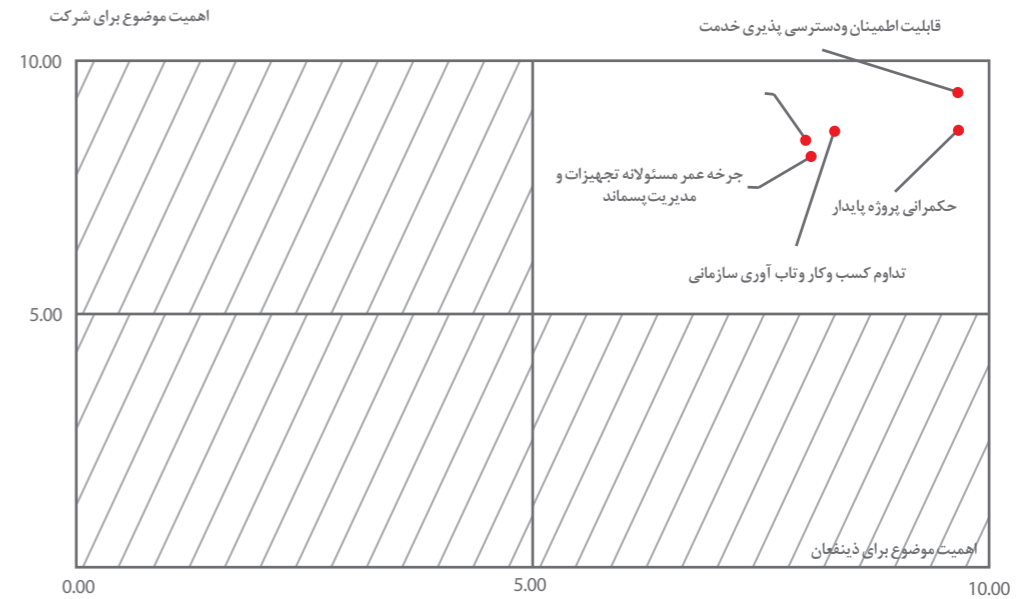 اهمیت موضوع برای شرکت
قابلیت اطمینان ودسترسی پذیری خدمت
10.00
جرخه عمر مسئولانه تجهیزات و
مدیریت پسماند
حکمرانی پروژه پایدار
تداوم کسب وکار وتاب آوری سازمانی
5.00
اهمیت موضوع برای ذینفعان
0.00
5.00
10.00